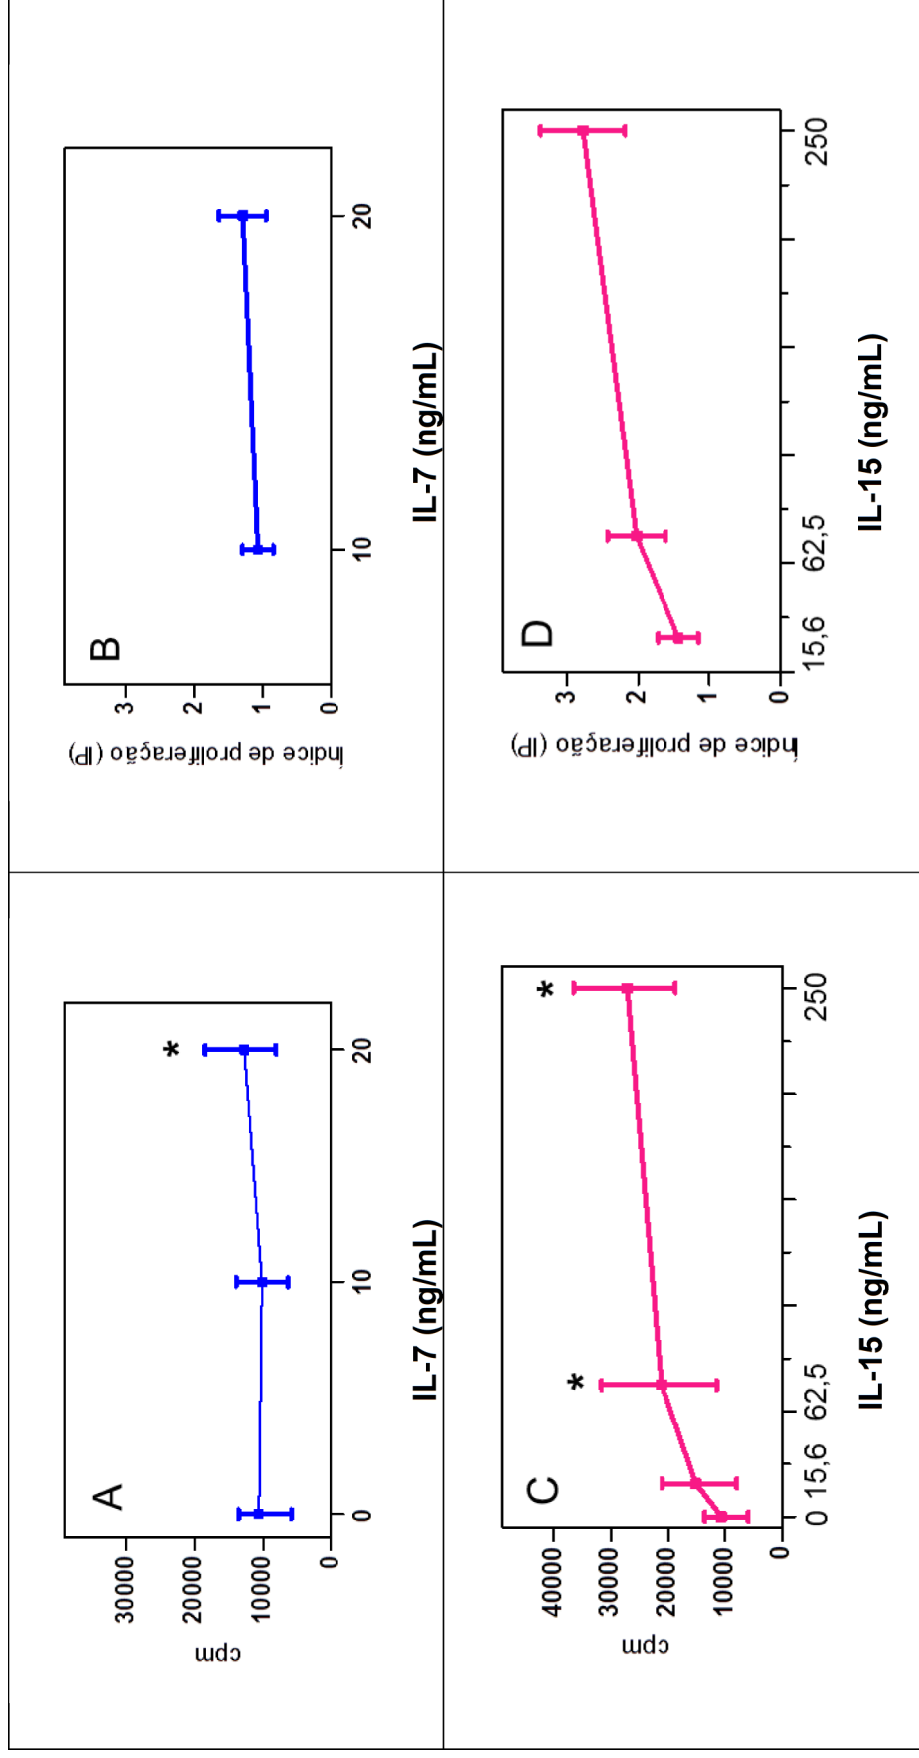 A
*
cpm
30000
20000
10000
0
0 10 20
IL-7 (ng/mL)
B
Índice de proliferação (IP)
3
2
1
0
10 20
IL-7 (ng/mL)
C
*
*
cpm
40000
30000
20000
10000
0
0 15,6 62,5 250
IL-15 (ng/mL)
D
Índice de proliferação (IP)
3
2
1
0
15,6 62,5 250
IL-15 (ng/mL)